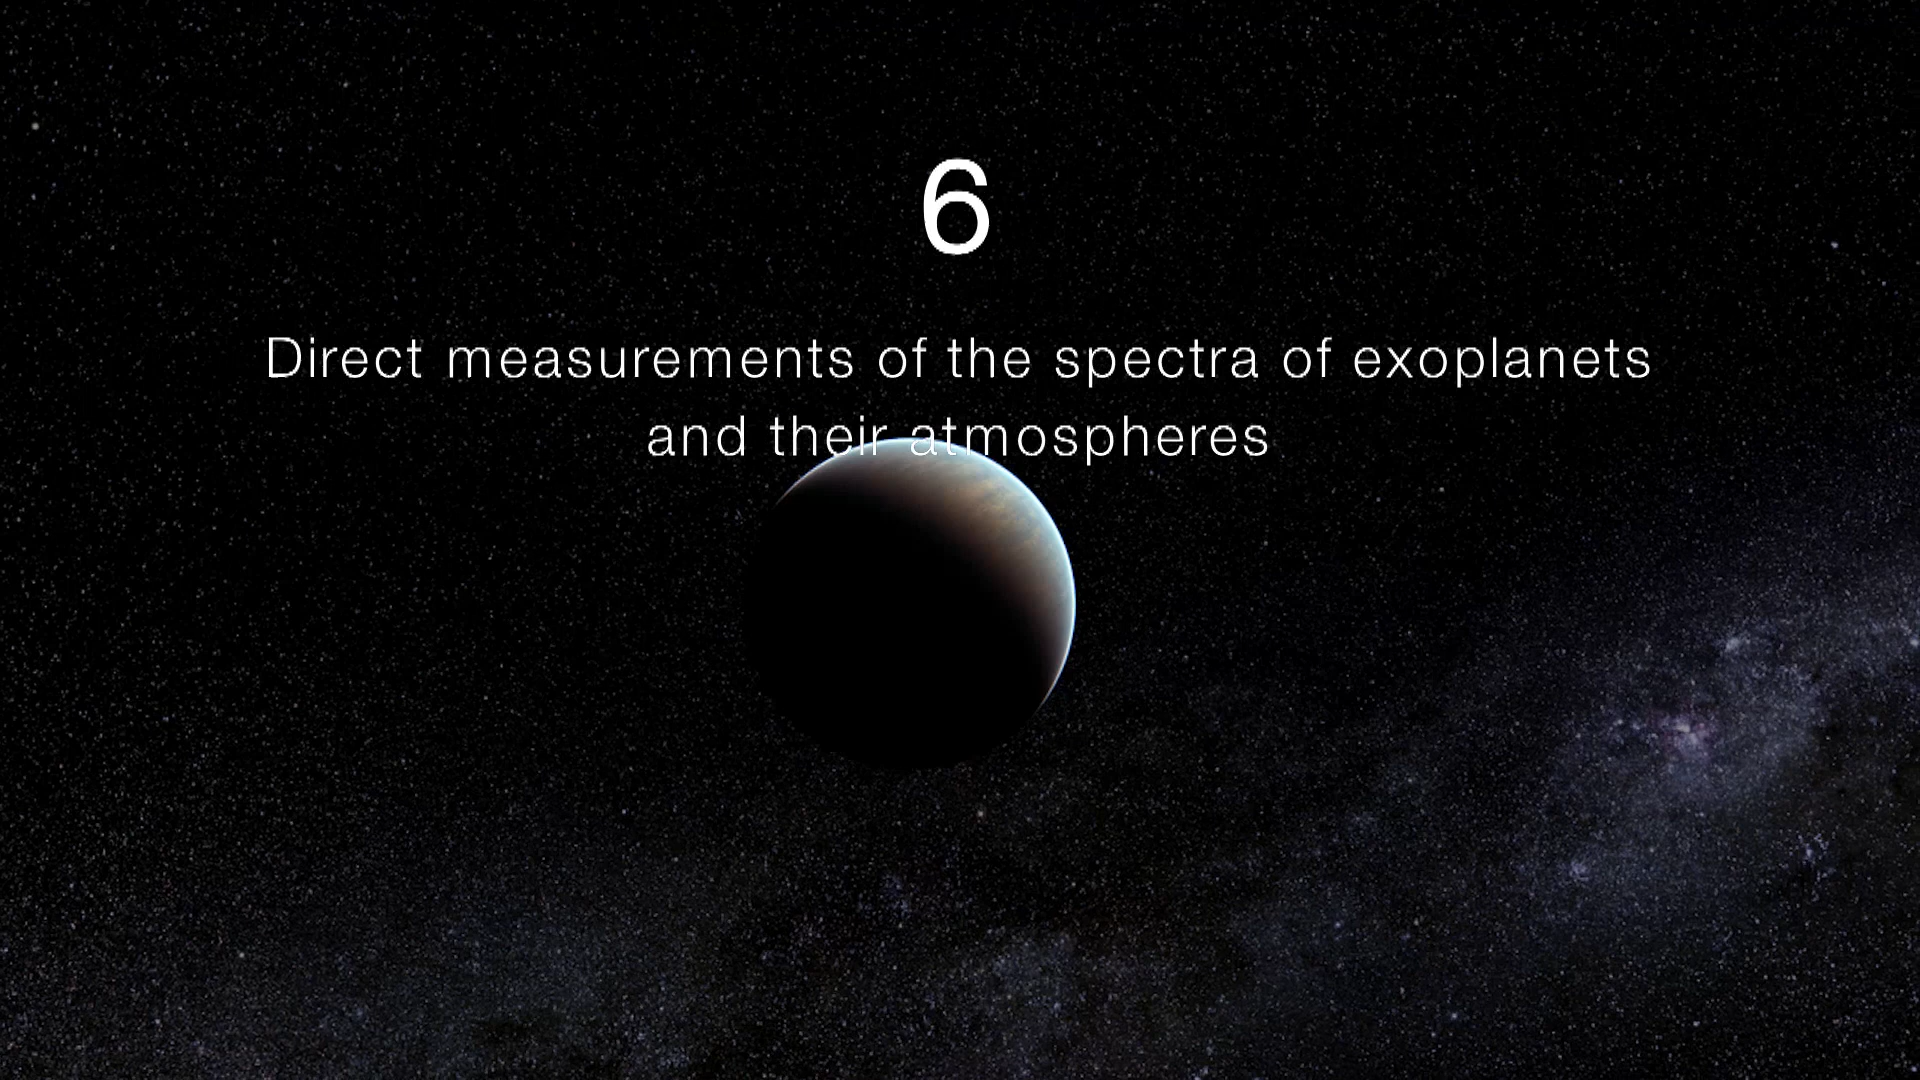 6
Direct measurements of the spectra of exoplanets
and their atmospheres